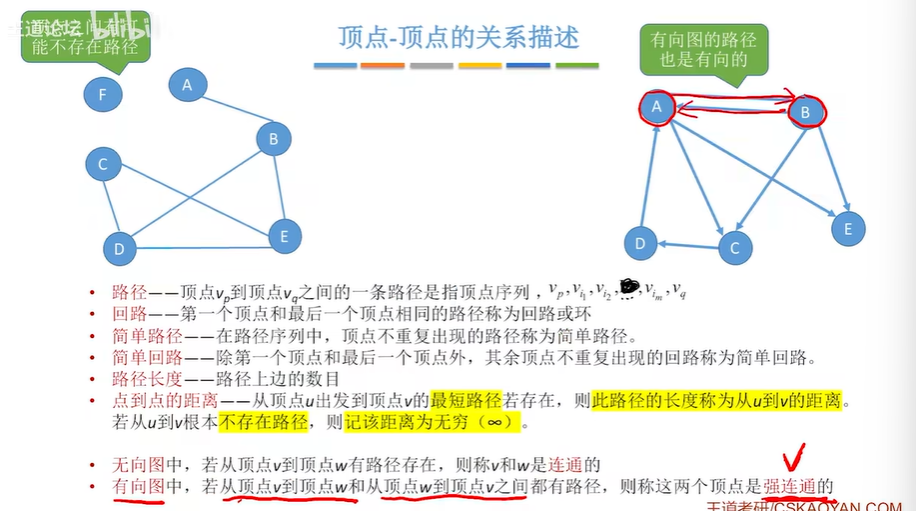 王道论坛 bilibili
能不存在路径
顶点-顶点的关系描述
有向图的路径
也是有向的
F
A
B
C
D
E
A
B
E
D
C
• 路径——顶点vp到顶点vq之间的一条路径是指顶点序列，vp,vi1,vi2, ,vim,vq
• 回路——第一个顶点和最后一个顶点相同的路径称为回路或环
• 简单路径——在路径序列中，顶点不重复出现的路径称为简单路径。
• 简单回路——除第一个顶点和最后一个顶点外，其余顶点不重复出现的回路称为简单回路。
• 路径长度——路径上边的数目
• 点到点的距离——从顶点u出发到顶点v的最短路径若存在，则此路径的长度称为从u到v的距离。
若从u到v根本不存在路径，则记该距离为无穷（∞）。
• 无向图中，若从顶点v到顶点w有路径存在，则称v和w是连通的
• 有向图中，若从顶点v到顶点w和从顶点w到顶点v之间都有路径，则称这两个顶点是强连通的
王道考研/CSKAOYAN.COM